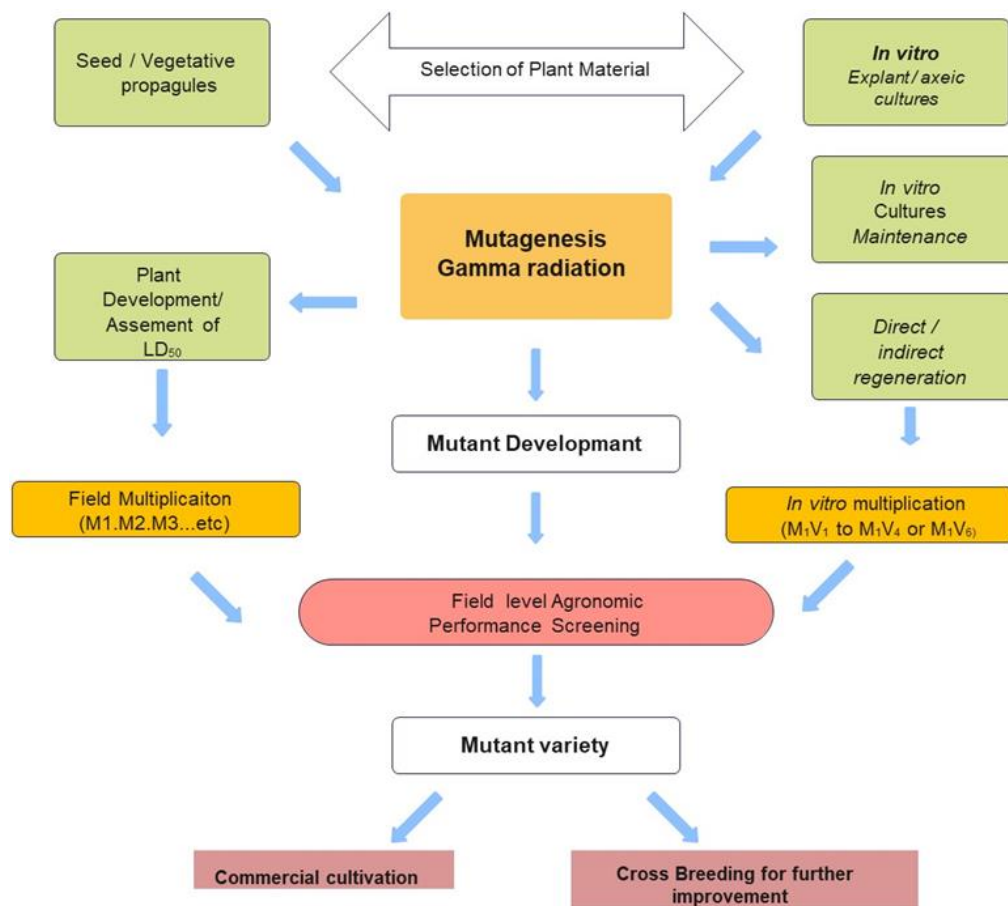 Seed / Vegetative
propagules
Selection of Plant Material
In vitro
Explant / axeic
cultures
Mutagenesis
Gamma radiation
In vitro
Cultures
Maintenance
Plant
Development/
Assement of
LD₅₀
Direct /
indirect
regeneration
Mutant Developmant
Field Multiplicaiton
(M1.M2.M3...etc)
In vitro multiplication
(M₁V₁ to M₁V₄ or M₁V₆)
Field level Agronomic
Performance Screening
Mutant variety
Commercial cultivation
Cross Breeding for further
improvement